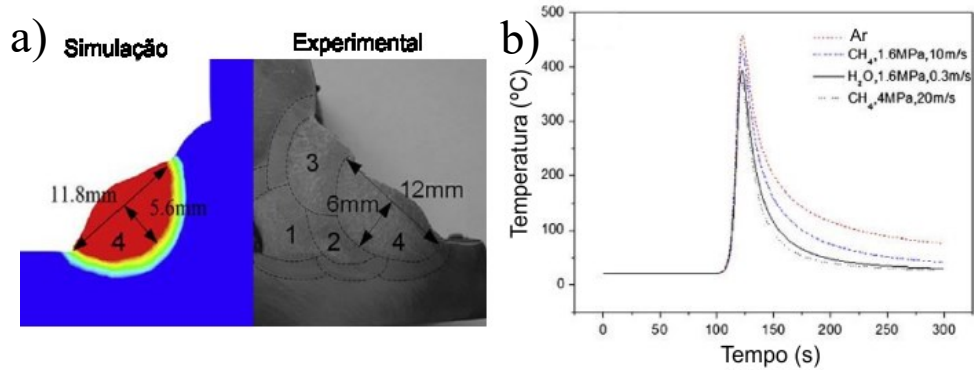 a)
Simulação
Experimental
11.8mm
5.6mm
4
3
12mm
6mm
1
2
4
b)
500
400
300
200
100
0
Temperatura (ºC)
Ar
CH₄,1.6MPa,10m/s
H₂O,1.6MPa,0.3m/s
CH₄,4MPa,20m/s
0
50
100
150
200
250
300
Tempo (s)